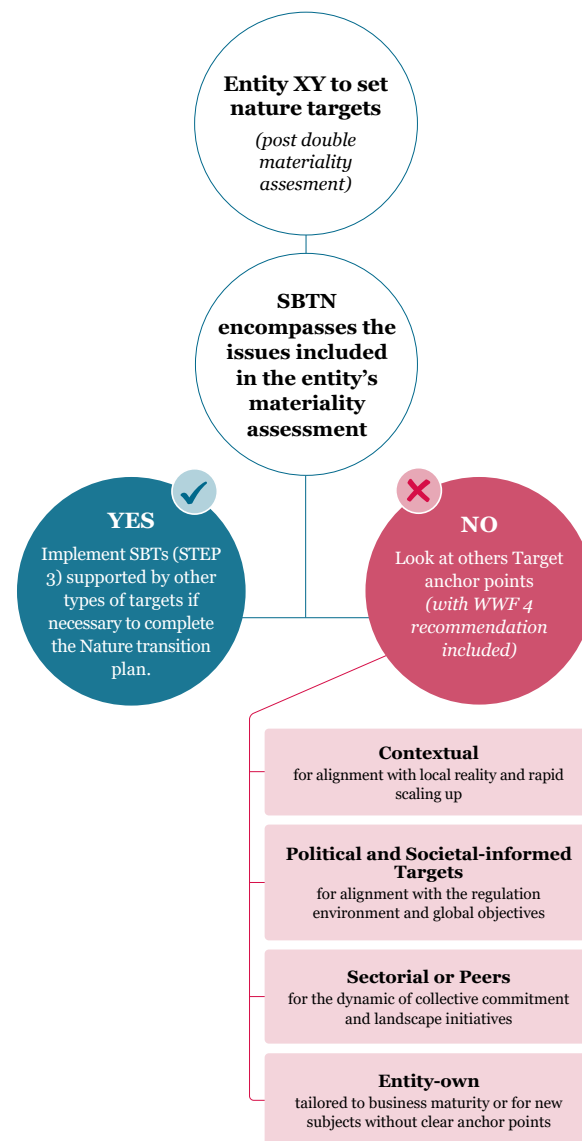 Entity XY to set
nature targets
(post double
materiality
assesment)
SBTN
encompasses the
issues included
in the entity’s
materiality
assessment
YES
Implement SBTs (STEP
3) supported by other
types of targets if
necessary to complete
the Nature transition
plan.
NO
Look at others Target
anchor points
(with WWF 4
recommendation
included)
Contextual
for alignment with local reality and rapid
scaling up
Political and Societal-informed
Targets
for alignment with the regulation
environment and global objectives
Sectorial or Peers
for the dynamic of collective commitment
and landscape initiatives
Entity-own
tailored to business maturity or for new
subjects without clear anchor points